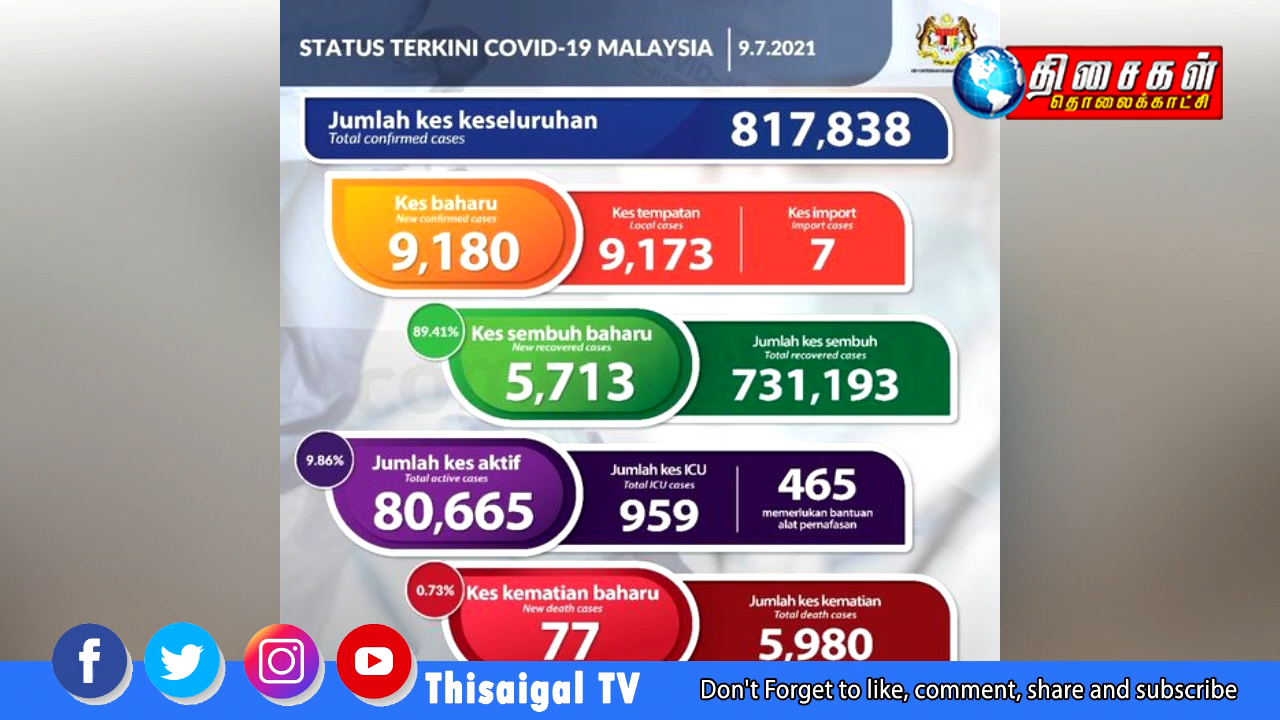 STATUS TERKINI COVID-19 MALAYSIA | 9.7.2021
திசைகள்
தொலைக்காட்சி
Jumlah kes keseluruhan
Total confirmed cases
817,838
Kes baharu
New confirmed cases
9,180
Kes tempatan
Local cases
9,173
Kes import
Import cases
7
89.41%
Kes sembuh baharu
New recovered cases
5,713
Jumlah kes sembuh
Total recovered cases
731,193
9.86%
Jumlah kes aktif
Total active cases
80,665
Jumlah kes ICU
Total ICU cases
959
465
memerlukan bantuan
alat pernafasan
0.73%
Kes kematian baharu
New death cases
77
Jumlah kes kematian
Total death cases
5,980
Thisaigal TV
Don't Forget to like, comment, share and subscribe